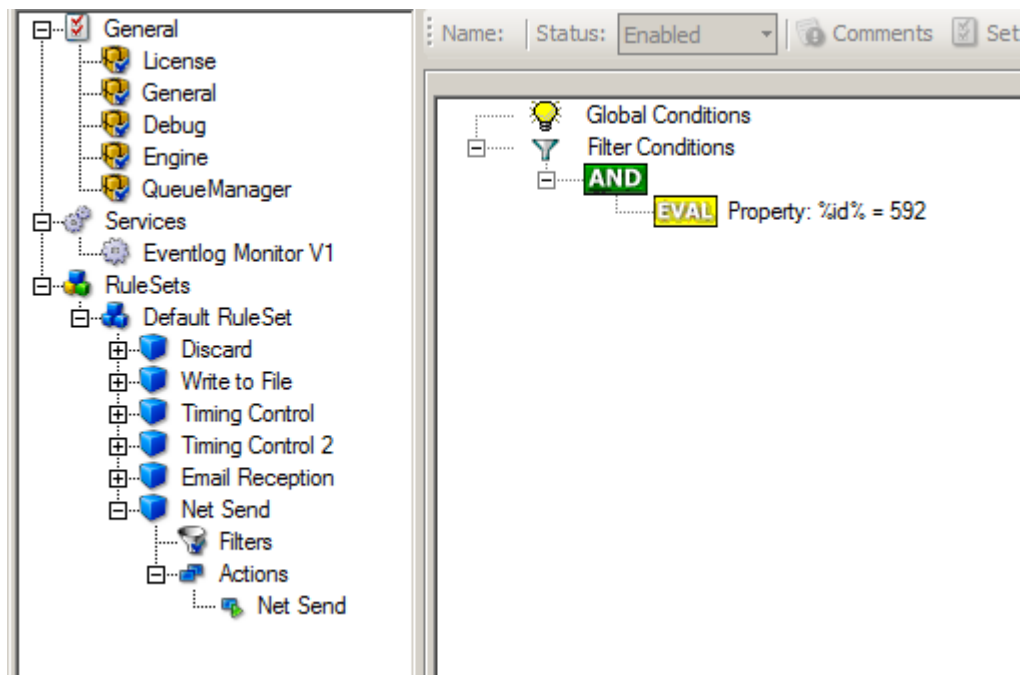 General
License
General
Debug
Engine
QueueManager
Services
Eventlog Monitor V1
RuleSets
Default RuleSet
Discard
Write to File
Timing Control
Timing Control 2
Email Reception
Net Send
Filters
Actions
Net Send
Name: Status: Enabled Comments Set
Global Conditions
Filter Conditions
AND
EVAL Property: %id% = 592